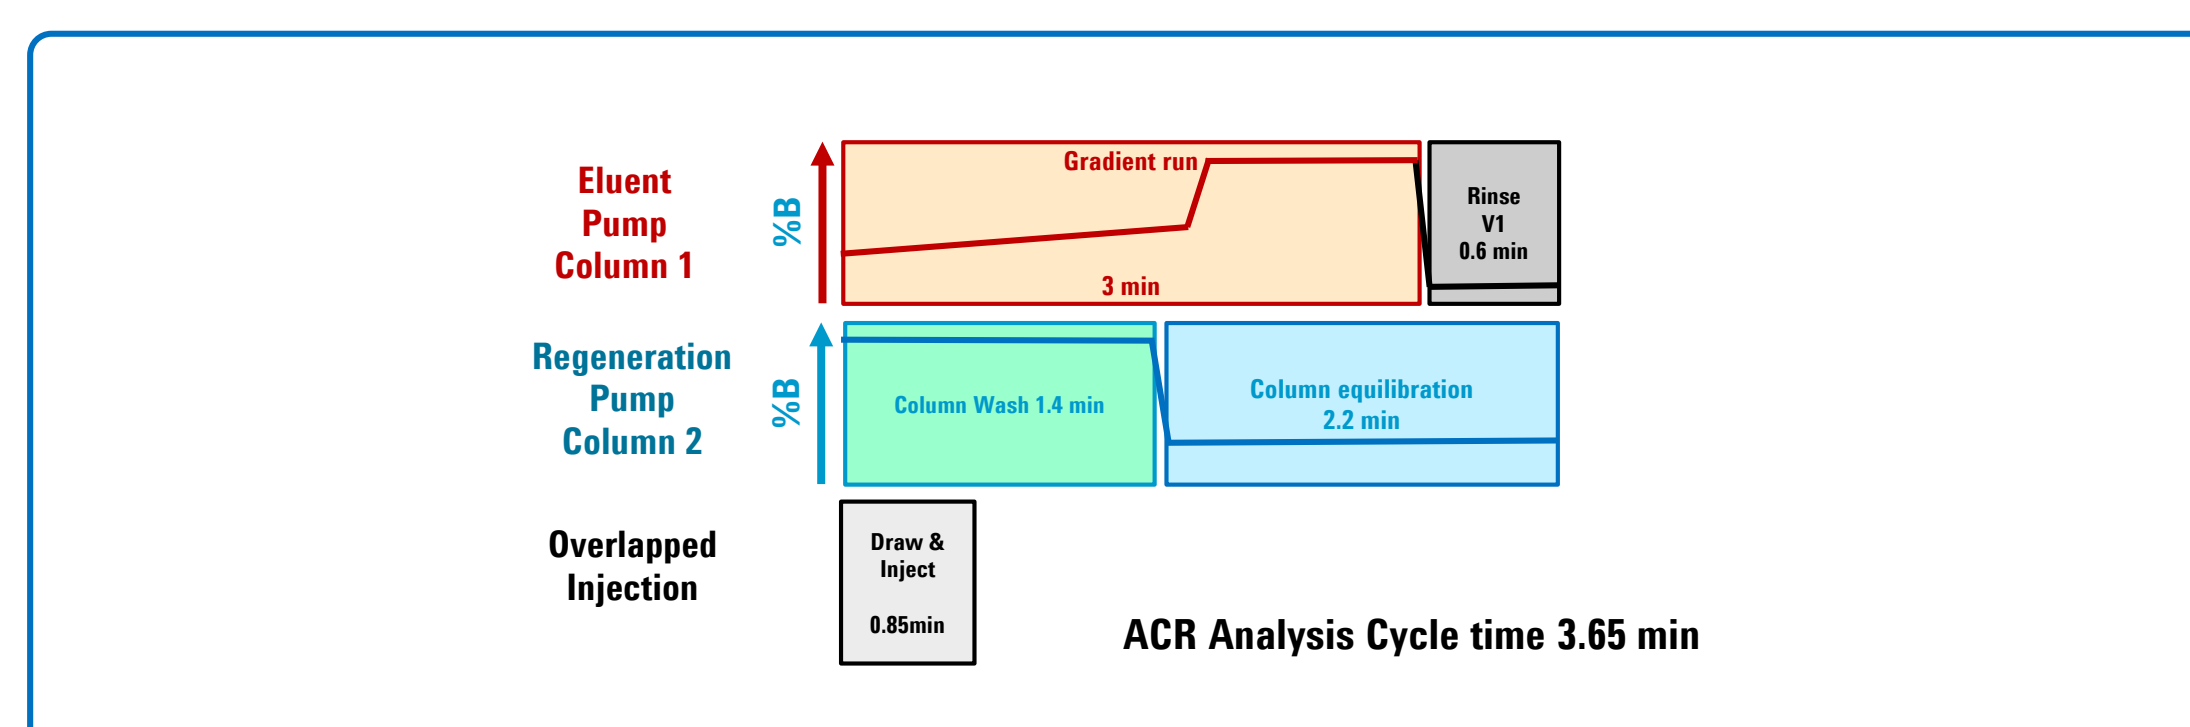 Eluent
Pump
Column 1
%B
Gradient run
3 min
Rinse
V1
0.6 min
Regeneration
Pump
Column 2
%B
Column Wash 1.4 min
Column equilibration
2.2 min
Overlapped
Injection
Draw &
Inject
0.85min
ACR Analysis Cycle time 3.65 min